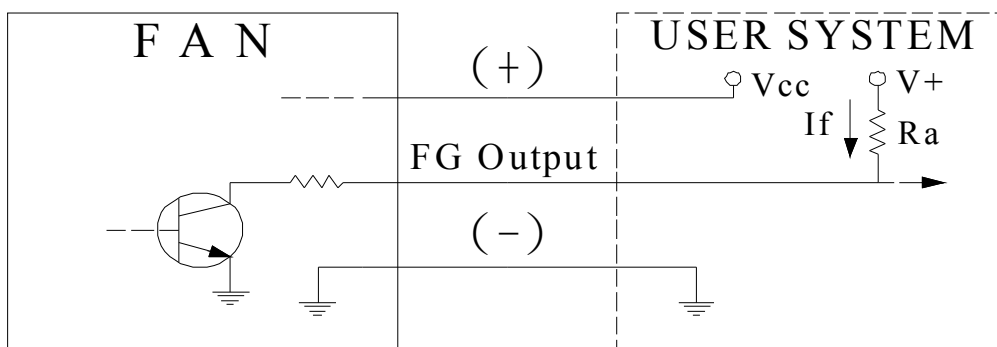 F A N
USER SYSTEM
(+)
Vcc
V+
If
Ra
FG Output
(-)